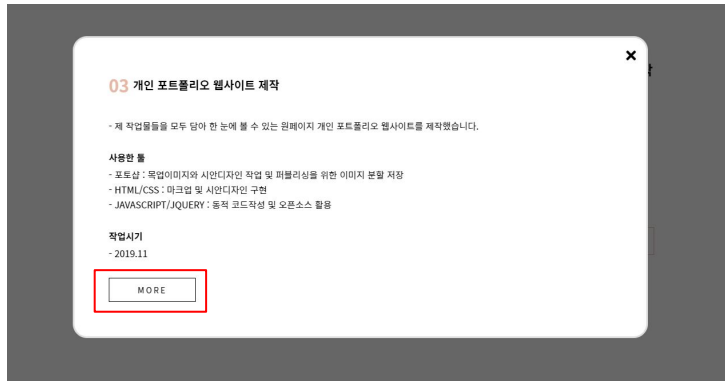 03 개인 포트폴리오 웹사이트 제작
- 제 작업물들을 모두 담아 한 눈에 볼 수 있는 원페이지 개인 포트폴리오 웹사이트를 제작했습니다.
사용한 툴
- 포토샵 : 목업이미지와 시안디자인 작업 및 퍼블리싱을 위한 이미지 분할 저장
- HTML/CSS : 마크업 및 시안디자인 구현
- JAVASCRIPT/JQUERY : 동적 코드작성 및 오픈소스 활용
작업시기
- 2019.11
MORE